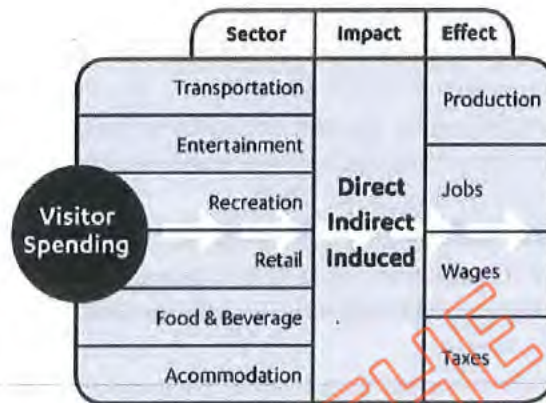 Sector Impact Effect
Transportation
Entertainment
Recreation
Retail
Food & Beverage
Acommodation
Visitor
Spending
Direct
Indirect
Induced
Production
Jobs
Wages
Taxes
THE